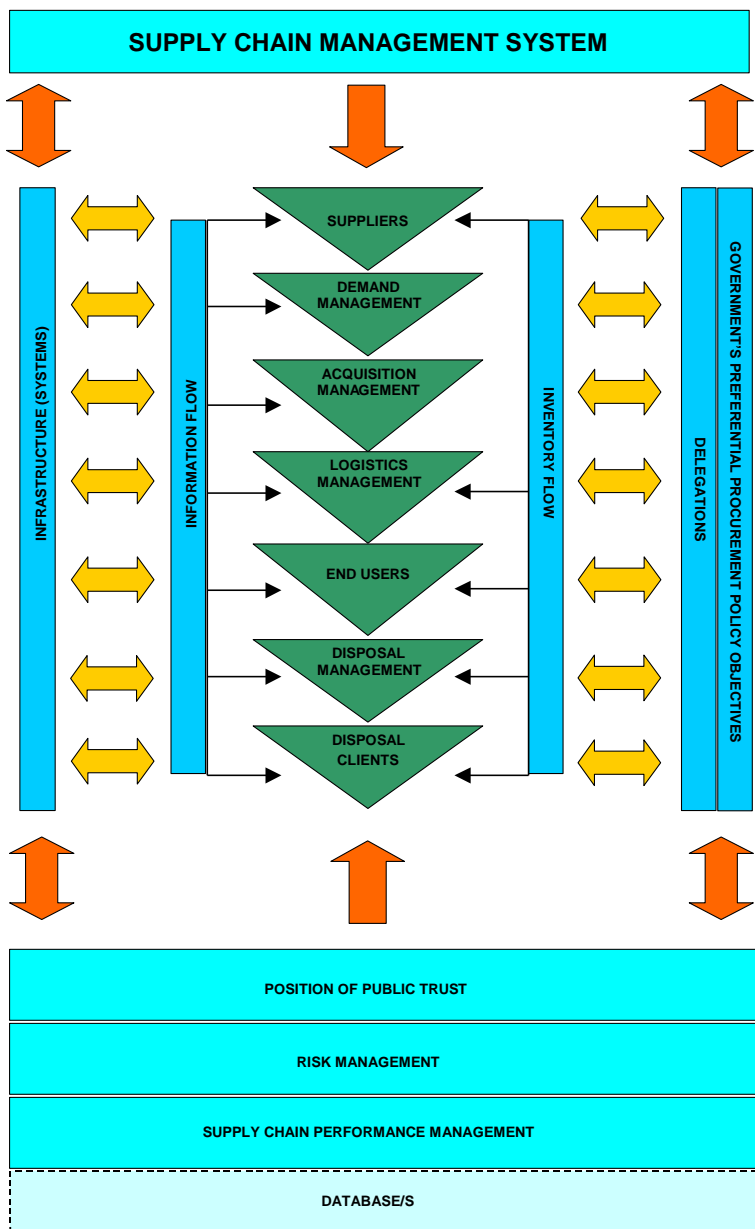 SUPPLY CHAIN MANAGEMENT SYSTEM
INFRASTRUCTURE (SYSTEMS)
INFORMATION FLOW
SUPPLIERS
DEMAND
MANAGEMENT
ACQUISITION
MANAGEMENT
LOGISTICS
MANAGEMENT
END USERS
DISPOSAL
MANAGEMENT
DISPOSAL
CLIENTS
INVENTORY FLOW
DELEGATIONS
GOVERNMENT'S PREFERENTIAL PROCUREMENT POLICY OBJECTIVES
POSITION OF PUBLIC TRUST
RISK MANAGEMENT
SUPPLY CHAIN PERFORMANCE MANAGEMENT
DATABASE/S